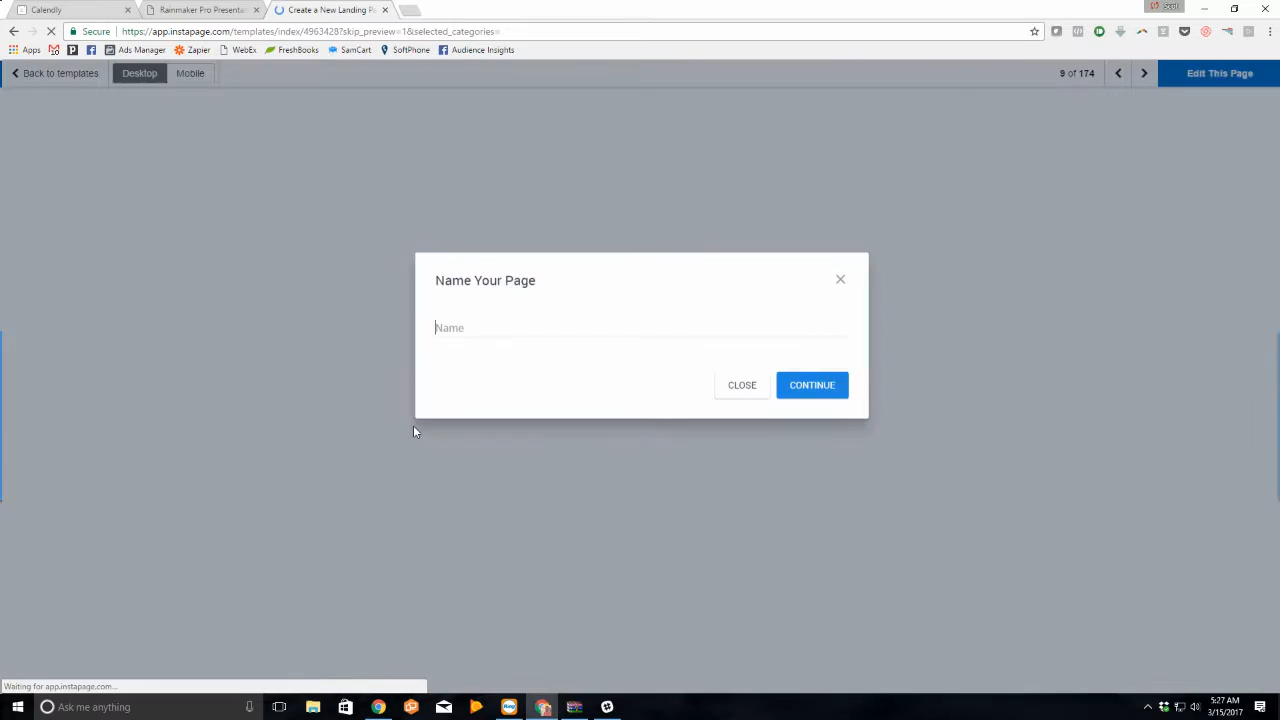 Calendly
Rainmaker Pro Presenta
Create a New Landing Pa
Secure
https://app.instapage.com/templates/index/4963428?skip_preview=1&selected_categories=
Apps
Ads Manager
Zapier
WebEx
FreshBooks
SamCart
SoftPhone
Audience Insights
Back to templates
Desktop
Mobile
9 of 174
Edit This Page
Name Your Page
Name
CLOSE
CONTINUE
Waiting for app.instapage.com...
Ask me anything
5:27 AM
3/15/2017